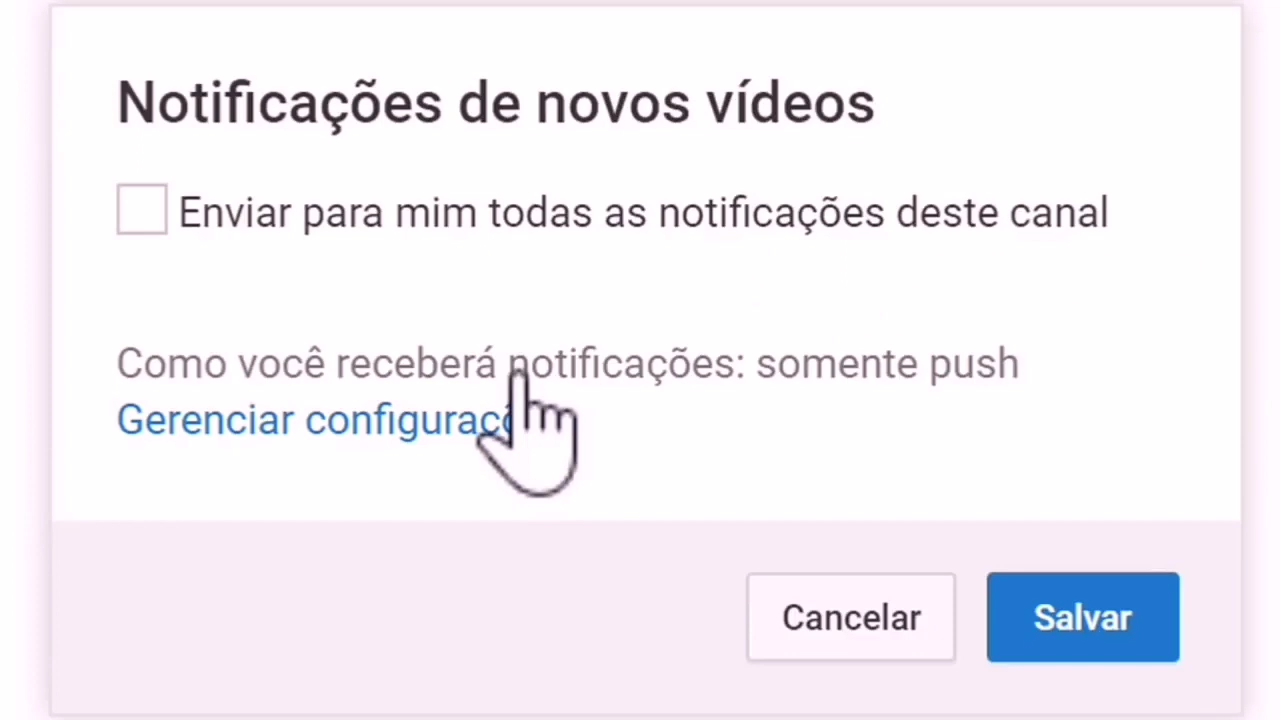 Notificações de novos vídeos
Enviar para mim todas as notificações deste canal
Como você receberá notificações: somente push
Gerenciar
Cancelar
Salvar